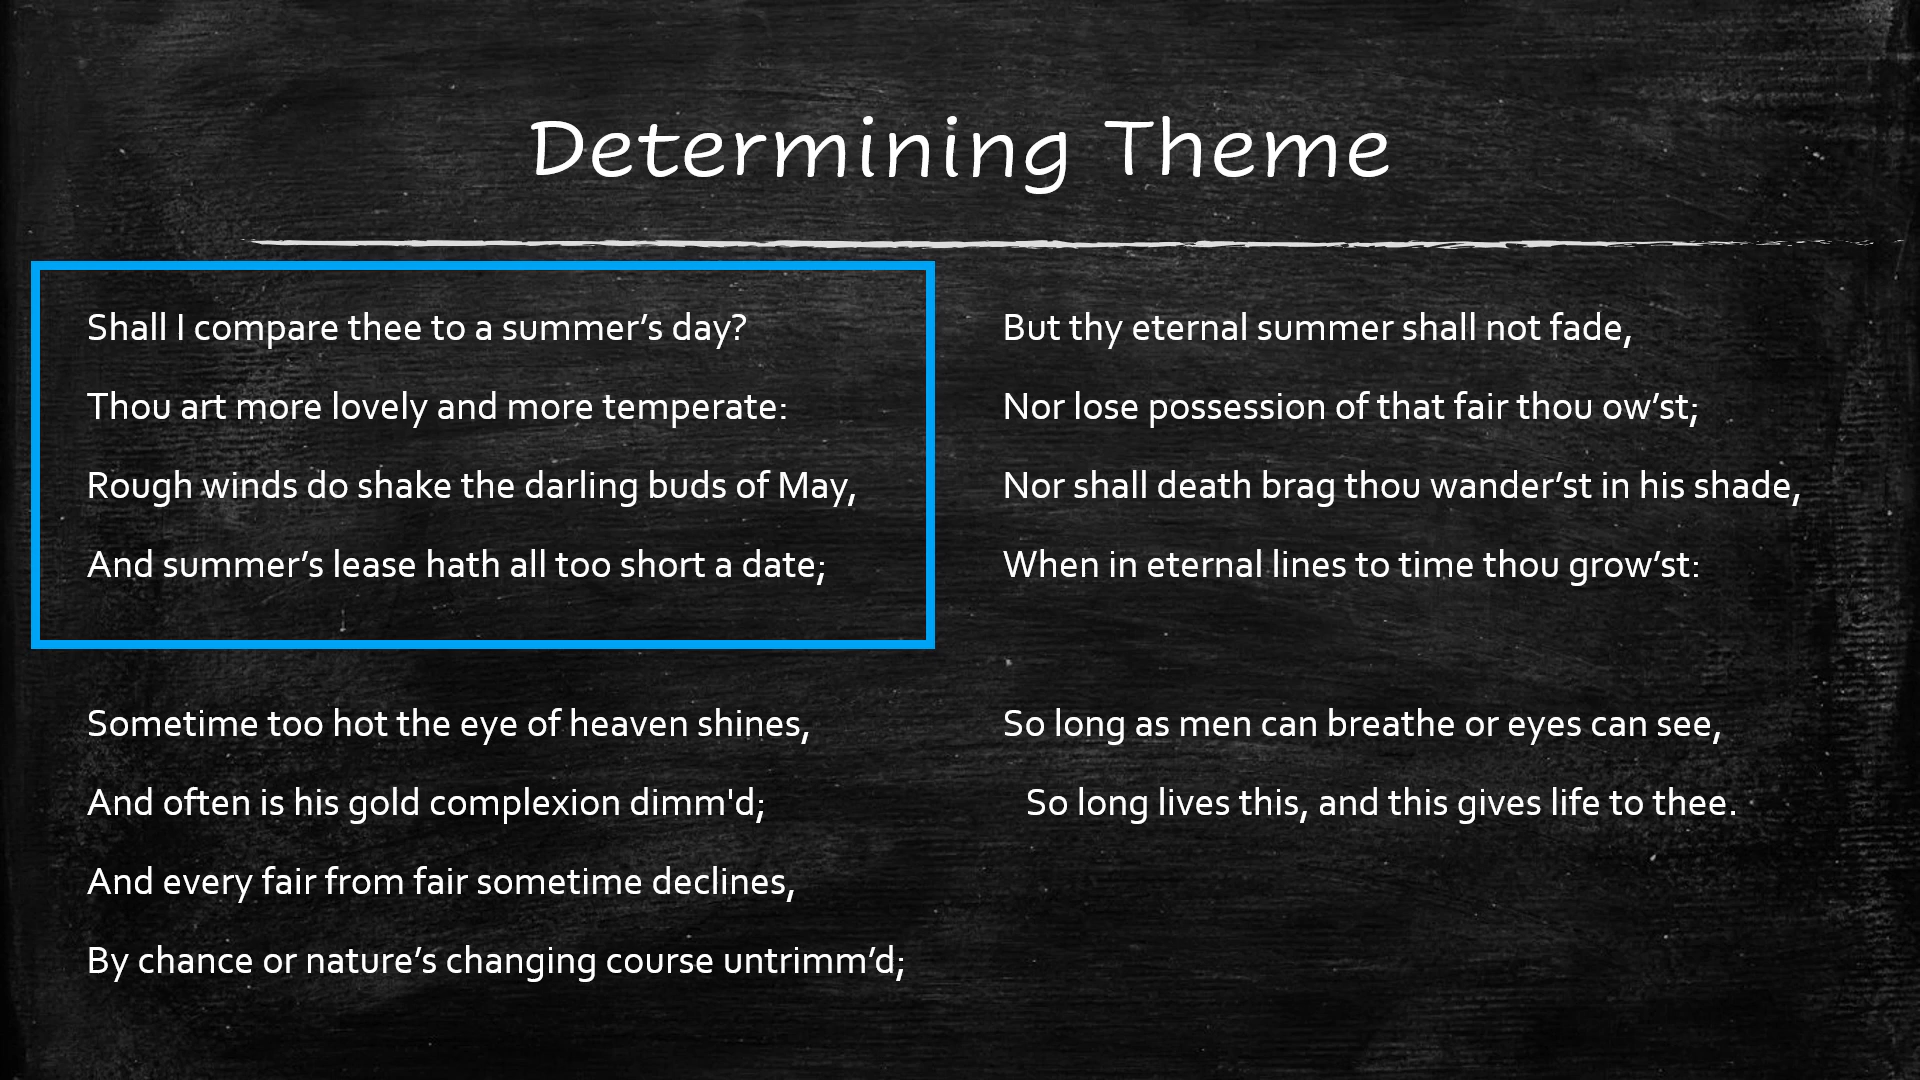 Determining Theme
Shall I compare thee to a summer’s day?
Thou art more lovely and more temperate:
Rough winds do shake the darling buds of May,
And summer’s lease hath all too short a date;
Sometime too hot the eye of heaven shines,
And often is his gold complexion dimm'd;
And every fair from fair sometime declines,
By chance or nature’s changing course untrimm’d;
But thy eternal summer shall not fade,
Nor lose possession of that fair thou ow’st;
Nor shall death brag thou wander’st in his shade,
When in eternal lines to time thou grow’st:
So long as men can breathe or eyes can see,
So long lives this, and this gives life to thee.